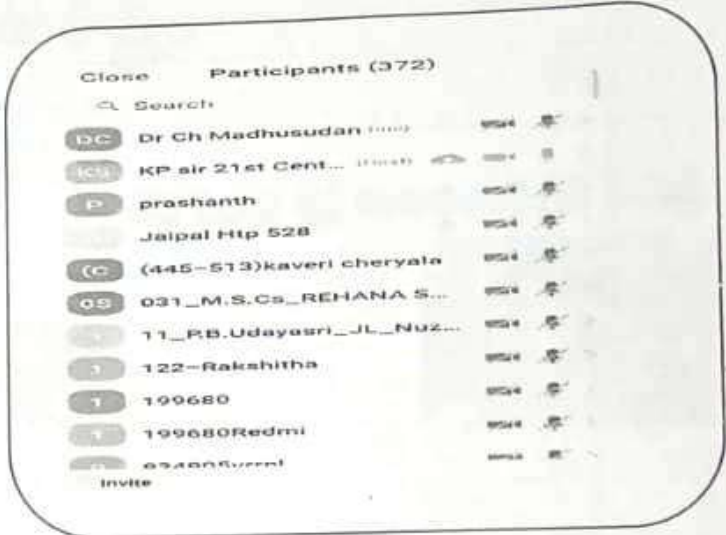 Close Participants (372)
Search
DC Dr Ch Madhusudan
KP sir 21st Cent...
P prashanth
Jaipal Htp 528
(C (445-513)kaveri cheryala
0S 031_M.S.Cs_REHANA S...
11_P.B.Udayasri_JL_Nuz...
1 122-Rakshitha
1 199680
1 199680Redmi
Invite